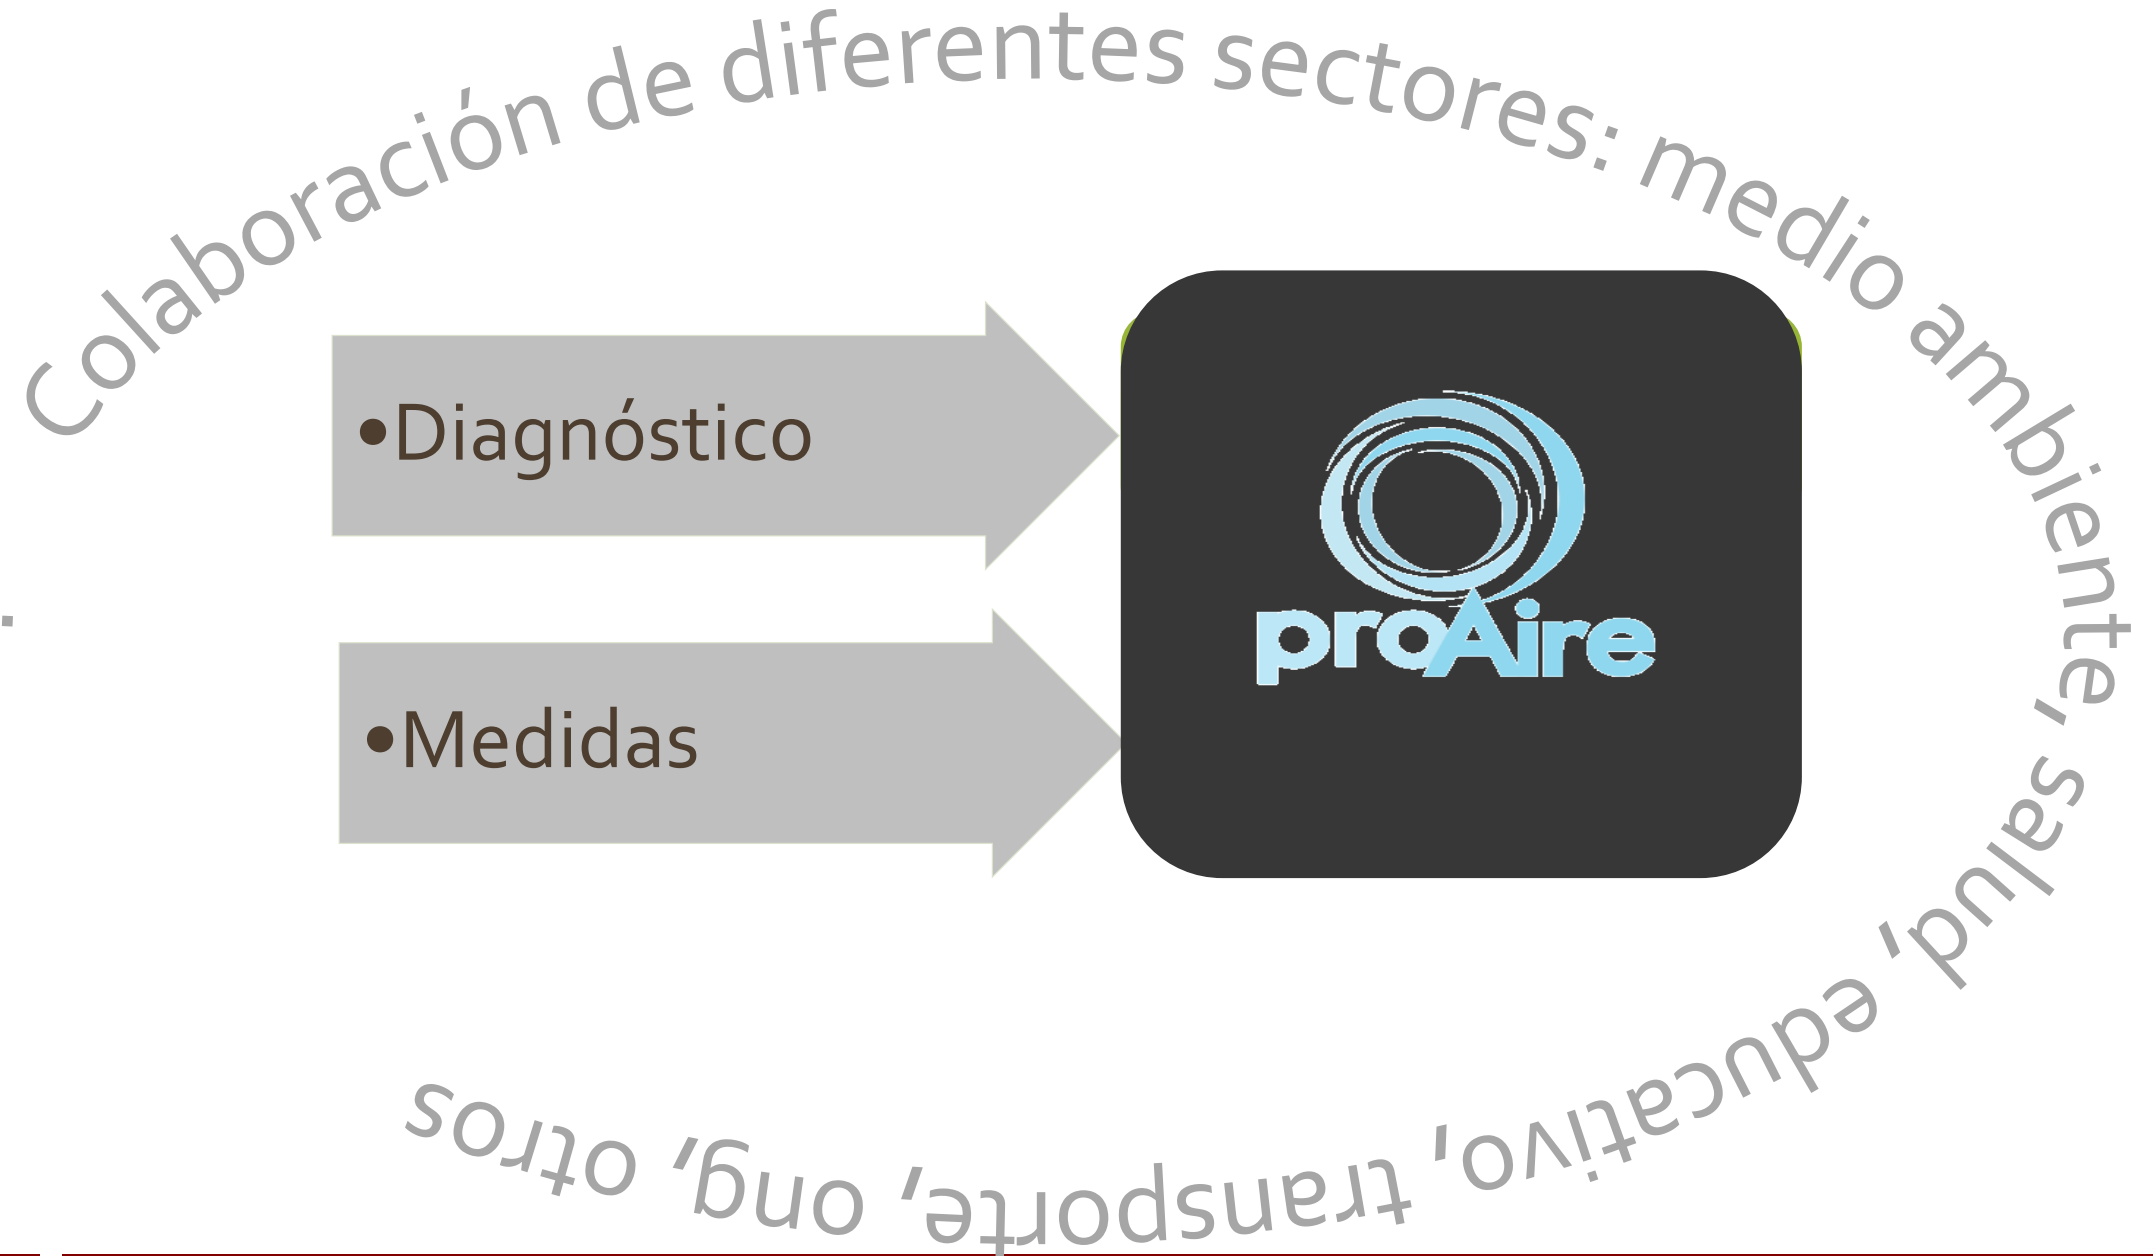 Colaboración de diferentes sectores: medio ambiente, salud, educativo, transporte, ong, otros
.
•Diagnóstico
•Medidas
proAire